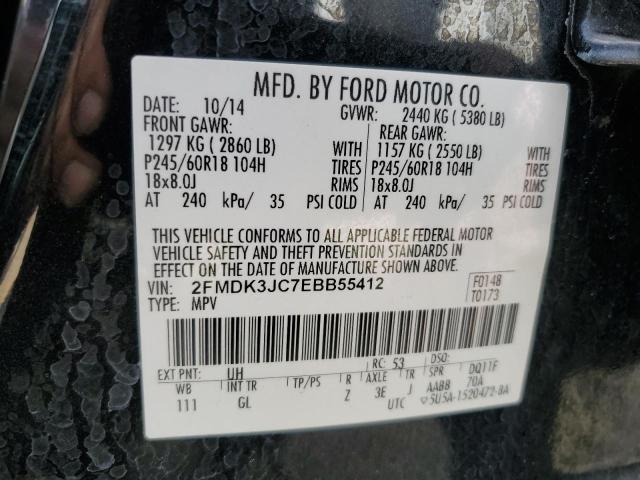 MFD. BY FORD MOTOR CO.
DATE: 10/14 GVWR: 2440 KG ( 5380 LB)
FRONT GAWR: REAR GAWR:
1297 KG ( 2860 LB) WITH 1157 KG ( 2550 LB) WITH
P245/60R18 104H TIRES P245/60R18 104H TIRES
18x8.0J RIMS 18x8.0J RIMS
AT 240 kPa/ 35 PSI COLD AT 240 kPa/ 35 PSI COLD
THIS VEHICLE CONFORMS TO ALL APPLICABLE FEDERAL MOTOR
VEHICLE SAFETY AND THEFT PREVENTION STANDARDS IN
EFFECT ON THE DATE OF MANUFACTURE SHOWN ABOVE.
VIN: 2FMDK3JC7EBB55412 F0148
TYPE: MPV T0173
EXT PNT: UH RC: 53 DSO:
WB INT TR TP/PS R AXLE TR SPR DQ11F
111 GL Z 3E J AABB 70A
UTC 5U5A-1520472-BA